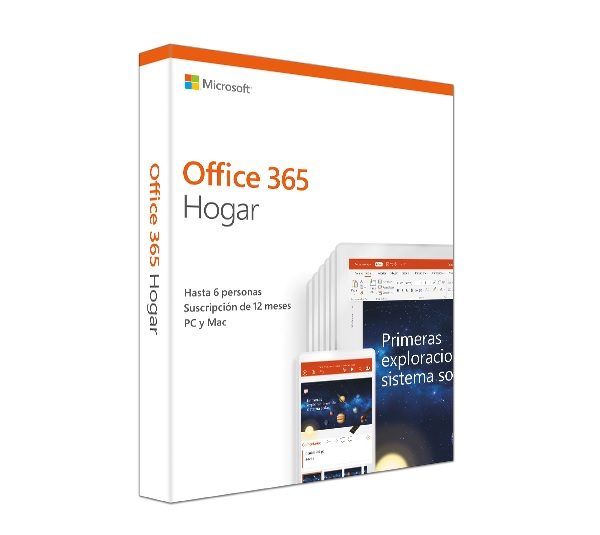 Microsoft
Office 365
Hogar
Hasta 6 personas
Suscripción de 12 meses
PC y Mac
Office 365 Hogar
Primeras
exploracio
sistema so
Primeras